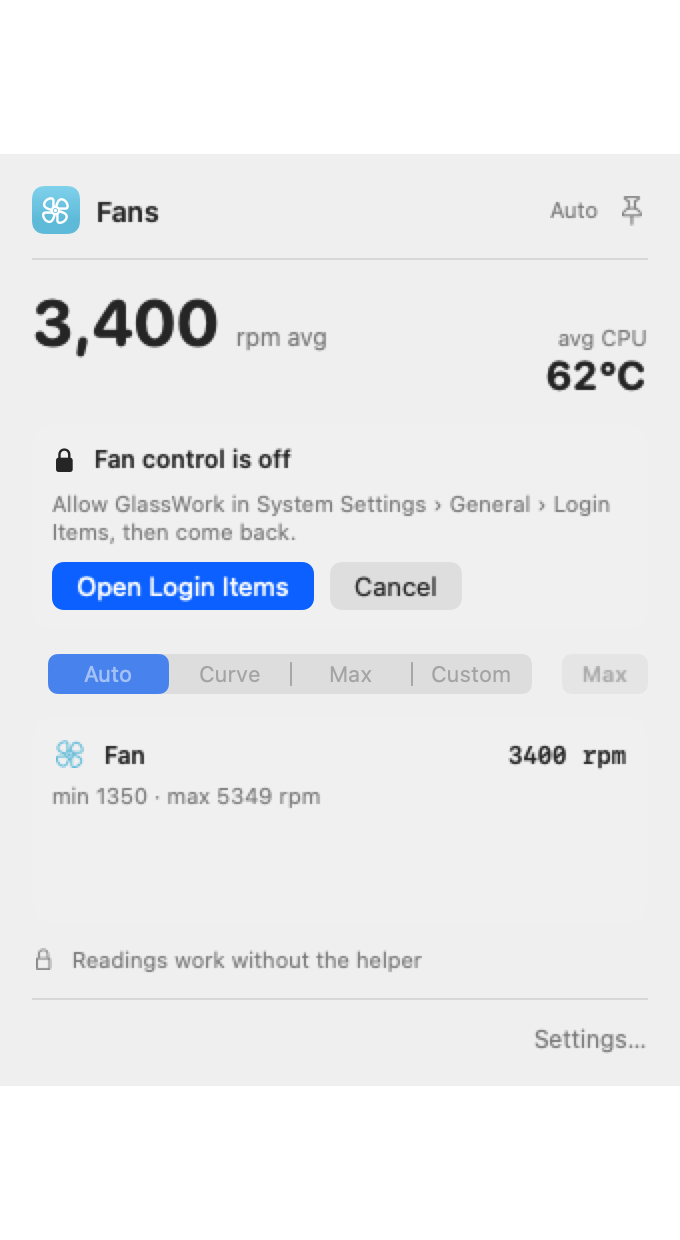 Fans
Auto
3,400 rpm avg
avg CPU
62°C
Fan control is off
Allow GlassWork in System Settings › General › Login
Items, then come back.
Open Login Items
Cancel
Auto
Curve
Max
Custom
Max
Fan
3400 rpm
min 1350 · max 5349 rpm
Readings work without the helper
Settings...